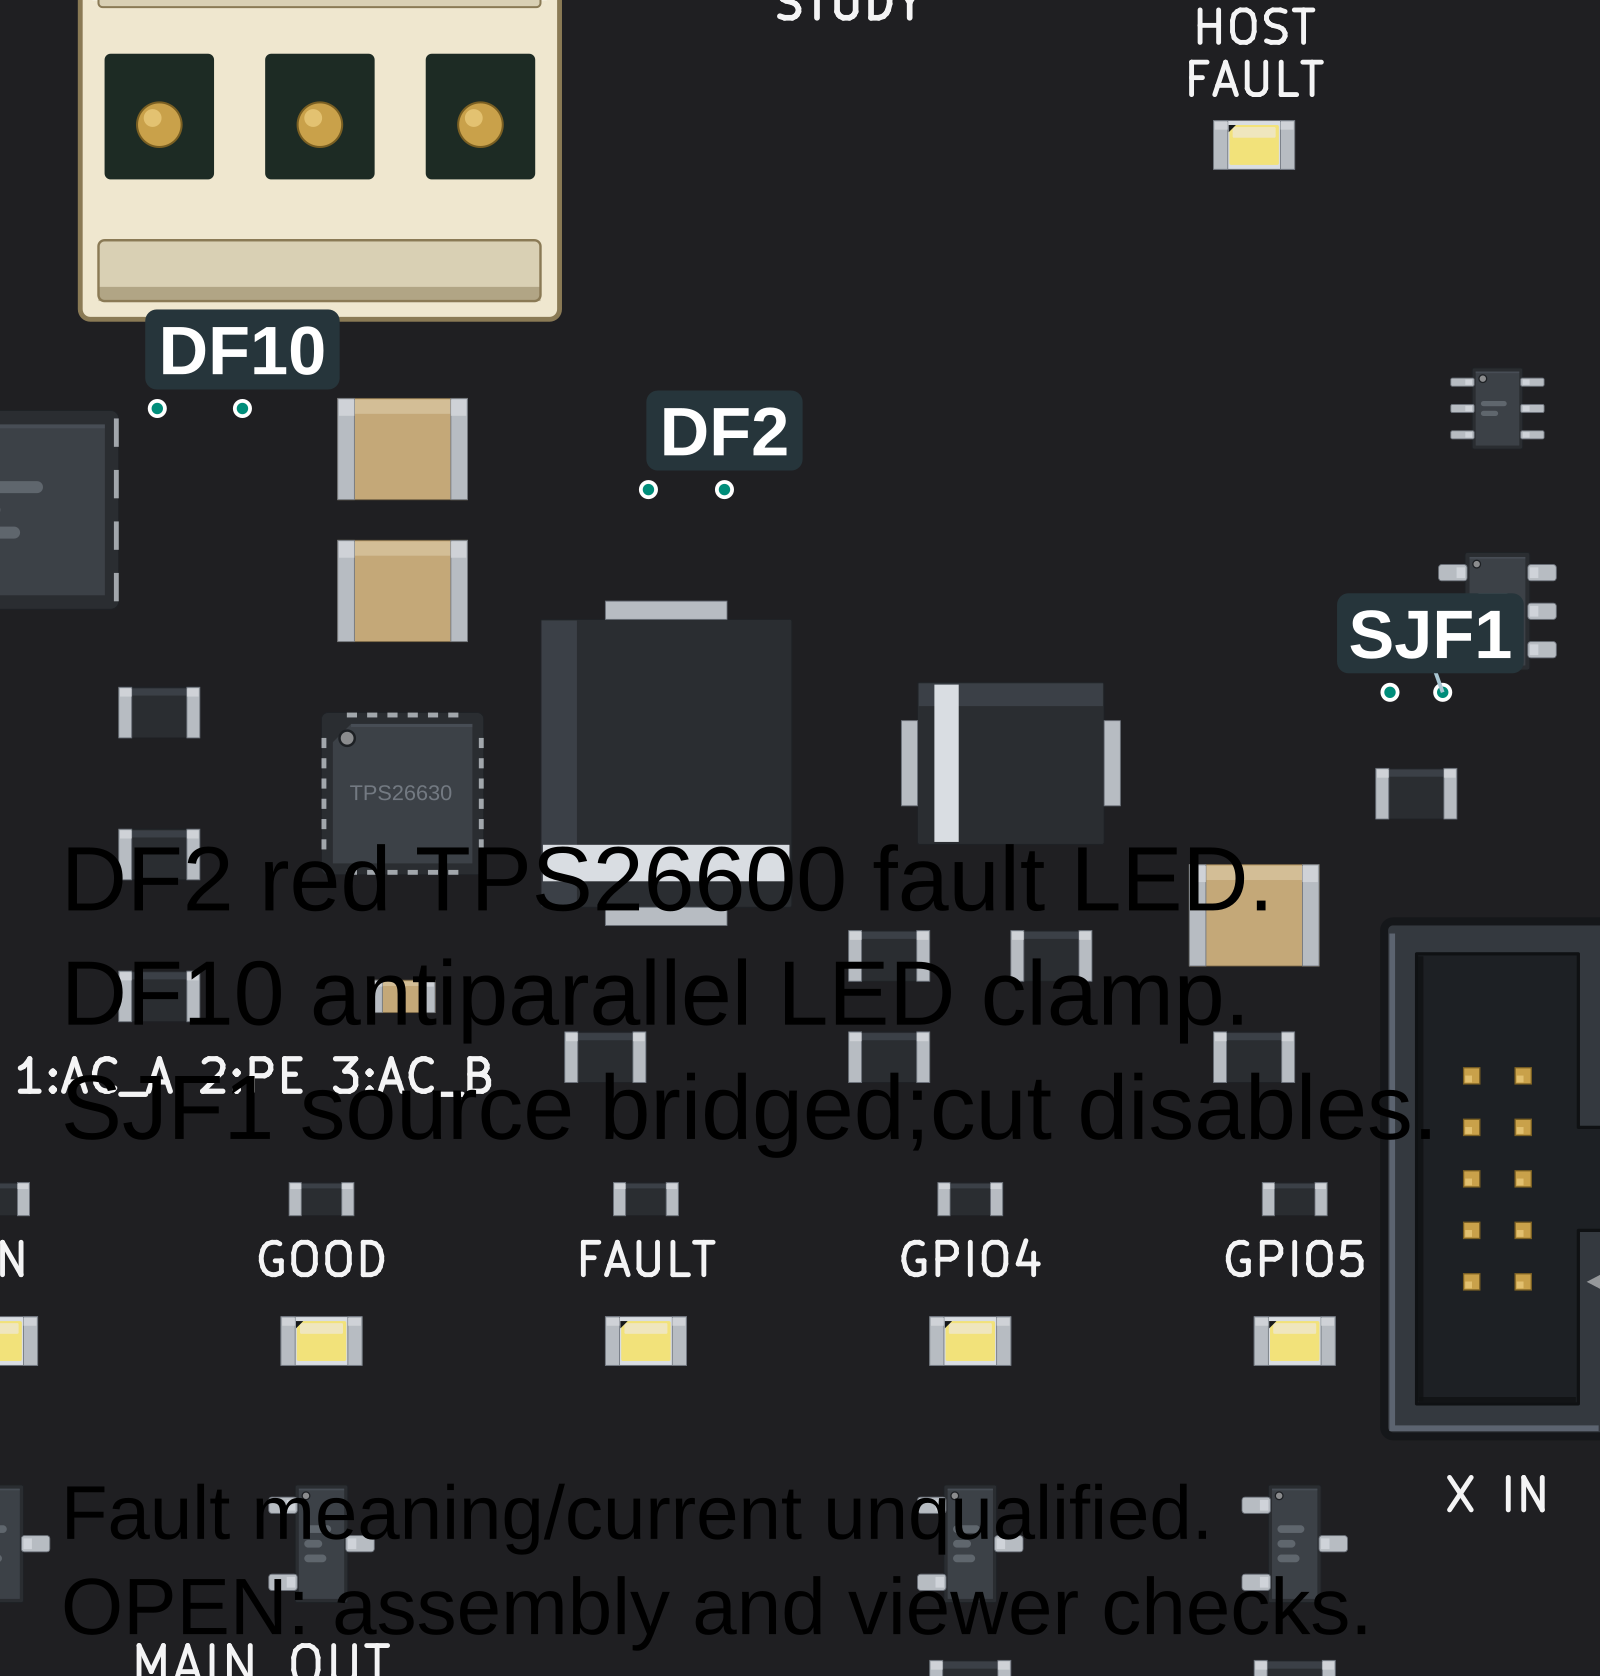 STUDY
HOST
FAULT
DF10
DF2
SJF1
TPS26630
DF2 red TPS26600 fault LED.
DF10 antiparallel LED clamp.
1:AC_A 2:PE 3:AC_B
SJF1 source bridged;cut disables.
N GOOD FAULT GPIO4 GPIO5
X IN
Fault meaning/current unqualified.
OPEN: assembly and viewer checks.
MAIN OUT